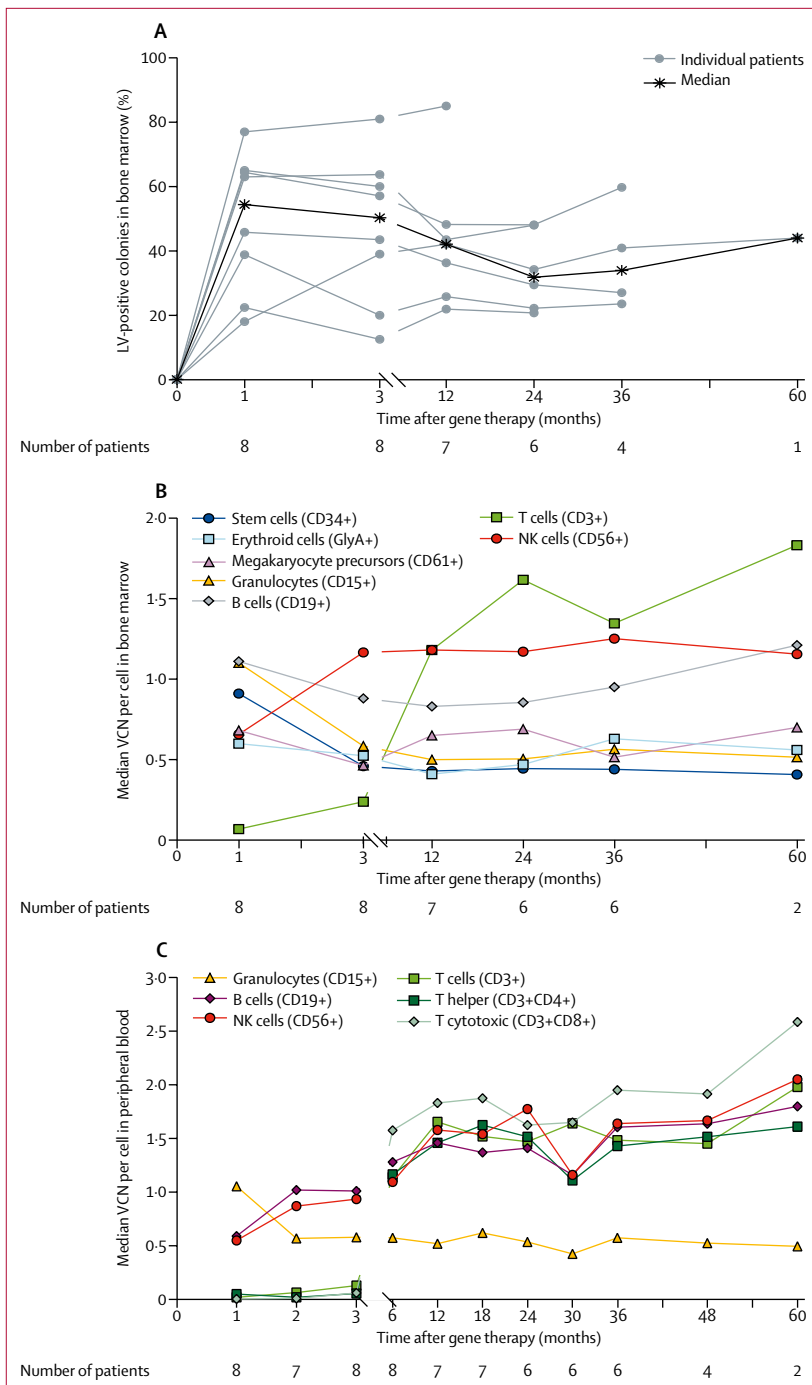 A
100
80
60
40
20
0
LV-positive colonies in bone marrow (%)
Individual patients
Median
0 1 3 12 24 36 60
Time after gene therapy (months)
Number of patients 8 8 7 6 4 1
B
2·0
1·5
1·0
0·5
0
Median VCN per cell in bone marrow
Stem cells (CD34+)
Erythroid cells (GlyA+)
Megakaryocyte precursors (CD61+)
Granulocytes (CD15+)
B cells (CD19+)
T cells (CD3+)
NK cells (CD56+)
0 1 3 12 24 36 60
Time after gene therapy (months)
Number of patients 8 8 7 6 6 2
C
3·0
2·5
2·0
1·5
1·0
0·5
0
Median VCN per cell in peripheral blood
Granulocytes (CD15+)
B cells (CD19+)
NK cells (CD56+)
T cells (CD3+)
T helper (CD3+CD4+)
T cytotoxic (CD3+CD8+)
0 1 2 3 6 12 18 24 30 36 48 60
Time after gene therapy (months)
Number of patients 8 7 8 8 7 7 6 6 6 4 2